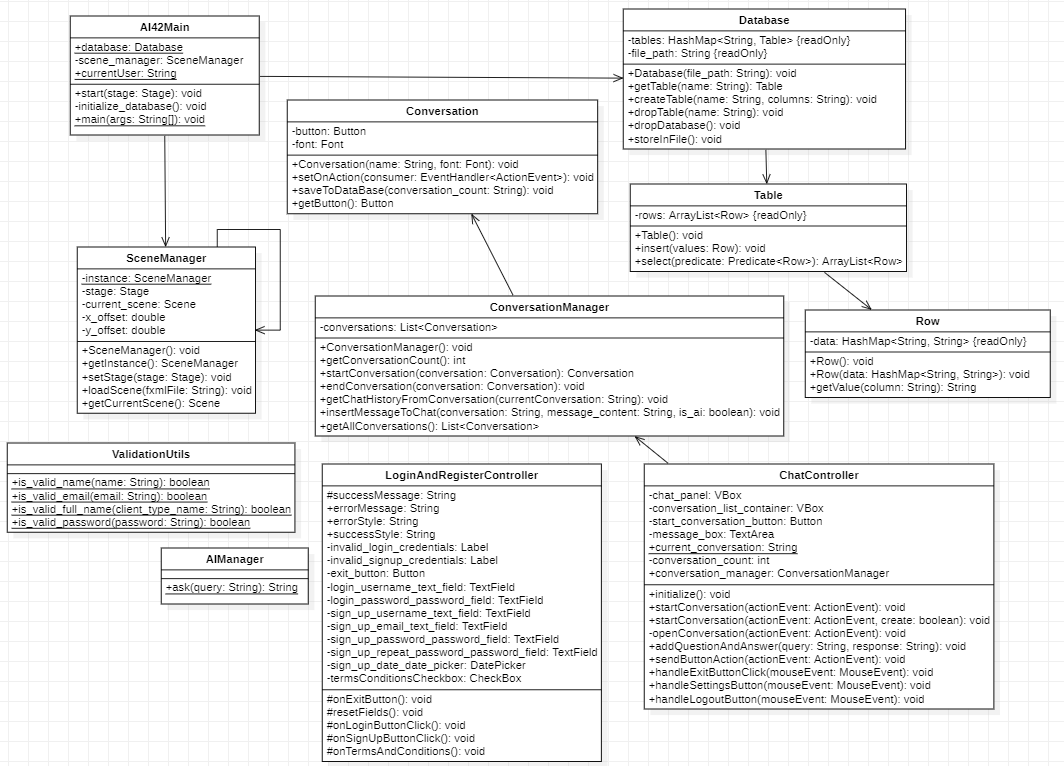 AI42Main
+database: Database
-scene_manager: SceneManager
+currentUser: String
+start(stage: Stage): void
-initialize_database(): void
+main(args: String[]): void
Database
-tables: HashMap<String, Table> {readOnly}
-file_path: String {readOnly}
+Database(file_path: String): void
+getTable(name: String): Table
+createTable(name: String, columns: String): void
+dropTable(name: String): void
+dropDatabase(): void
+storeInFile(): void
Conversation
-button: Button
-font: Font
+Conversation(name: String, font: Font): void
+setOnAction(consumer: EventHandler<ActionEvent>): void
+saveToDataBase(conversation_count: String): void
+getButton(): Button
Table
-rows: ArrayList<Row> {readOnly}
+Table(): void
+insert(values: Row): void
+select(predicate: Predicate<Row>): ArrayList<Row>
SceneManager
-instance: SceneManager
-stage: Stage
-current_scene: Scene
-x_offset: double
-y_offset: double
+SceneManager(): void
+getInstance(): SceneManager
+setStage(stage: Stage): void
+loadScene(fxmlFile: String): void
+getCurrentScene(): Scene
ConversationManager
-conversations: List<Conversation>
+ConversationManager(): void
+getConversationCount(): int
+startConversation(conversation: Conversation): Conversation
+endConversation(conversation: Conversation): void
+getChatHistoryFromConversation(currentConversation: String): void
+insertMessageToChat(conversation: String, message_content: String, is_ai: boolean): void
+getAllConversations(): List<Conversation>
Row
-data: HashMap<String, String> {readOnly}
+Row(): void
+Row(data: HashMap<String, String>): void
+getValue(column: String): String
ValidationUtils
+is_valid_name(name: String): boolean
+is_valid_email(email: String): boolean
+is_valid_full_name(client_type_name: String): boolean
+is_valid_password(password: String): boolean
AIManager
+ask(query: String): String
LoginAndRegisterController
#successMessage: String
+errorMessage: String
+errorStyle: String
+successStyle: String
-invalid_login_credentials: Label
-invalid_signup_credentials: Label
-exit_button: Button
-login_username_text_field: TextField
-login_password_password_field: TextField
-sign_up_username_text_field: TextField
-sign_up_email_text_field: TextField
-sign_up_password_password_field: TextField
-sign_up_repeat_password_password_field: TextField
-sign_up_date_date_picker: DatePicker
-termsConditionsCheckbox: CheckBox
#onExitButton(): void
#resetFields(): void
#onLoginButtonClick(): void
#onSignUpButtonClick(): void
#onTermsAndConditions(): void
ChatController
-chat_panel: VBox
-conversation_list_container: VBox
-start_conversation_button: Button
-message_box: TextArea
+current_conversation: String
-conversation_count: int
+conversation_manager: ConversationManager
+initialize(): void
+startConversation(actionEvent: ActionEvent): void
+startConversation(actionEvent: ActionEvent, create: boolean): void
-openConversation(actionEvent: ActionEvent): void
+addQuestionAndAnswer(query: String, response: String): void
+sendButtonAction(actionEvent: ActionEvent): void
+handleExitButtonClick(mouseEvent: MouseEvent): void
+handleSettingsButton(mouseEvent: MouseEvent): void
+handleLogoutButton(mouseEvent: MouseEvent): void